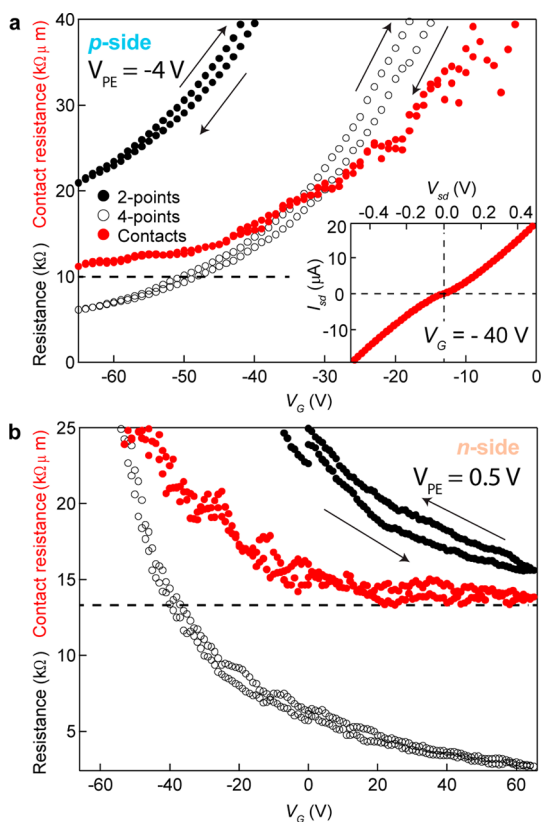 a
p-side
V_PE = -4 V
2-points
4-points
Contacts
Resistance (kΩ) Contact resistance (kΩ μm)
40
30
20
10
0
-60 -50 -40 -30 -20 -10 0
V_G (V)
V_sd (V)
-0.4 -0.2 0.0 0.2 0.4
I_sd (μA)
20
10
0
-10
V_G = - 40 V
b
n-side
V_PE = 0.5 V
Resistance (kΩ) Contact resistance (kΩ μm)
25
20
15
10
5
-60 -40 -20 0 20 40 60
V_G (V)